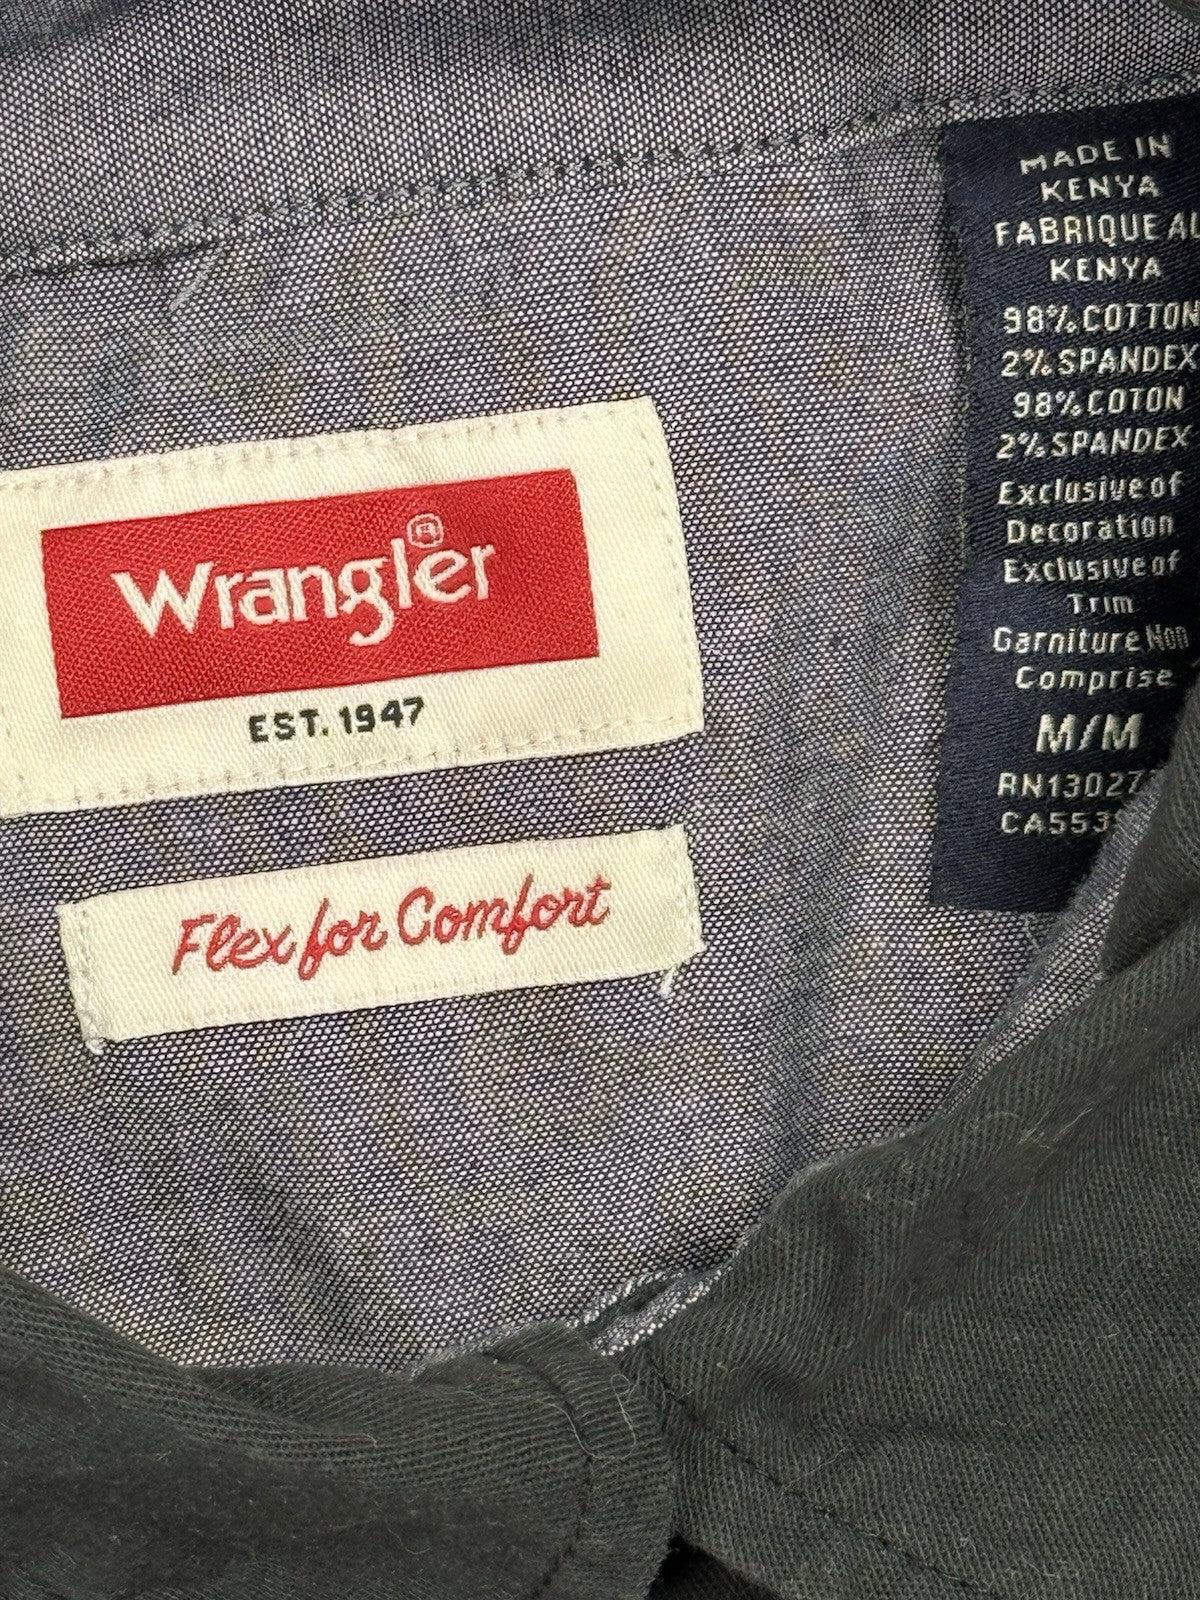 Wrangler
EST. 1947
Flex for Comfort
MADE IN
KENYA
FABRIQUE AU
KENYA
98% COTTON
2% SPANDEX
98% COTON
2% SPANDEX
Exclusive of
Decoration
Exclusive of
Trim
Garniture Non
Comprise
M/M